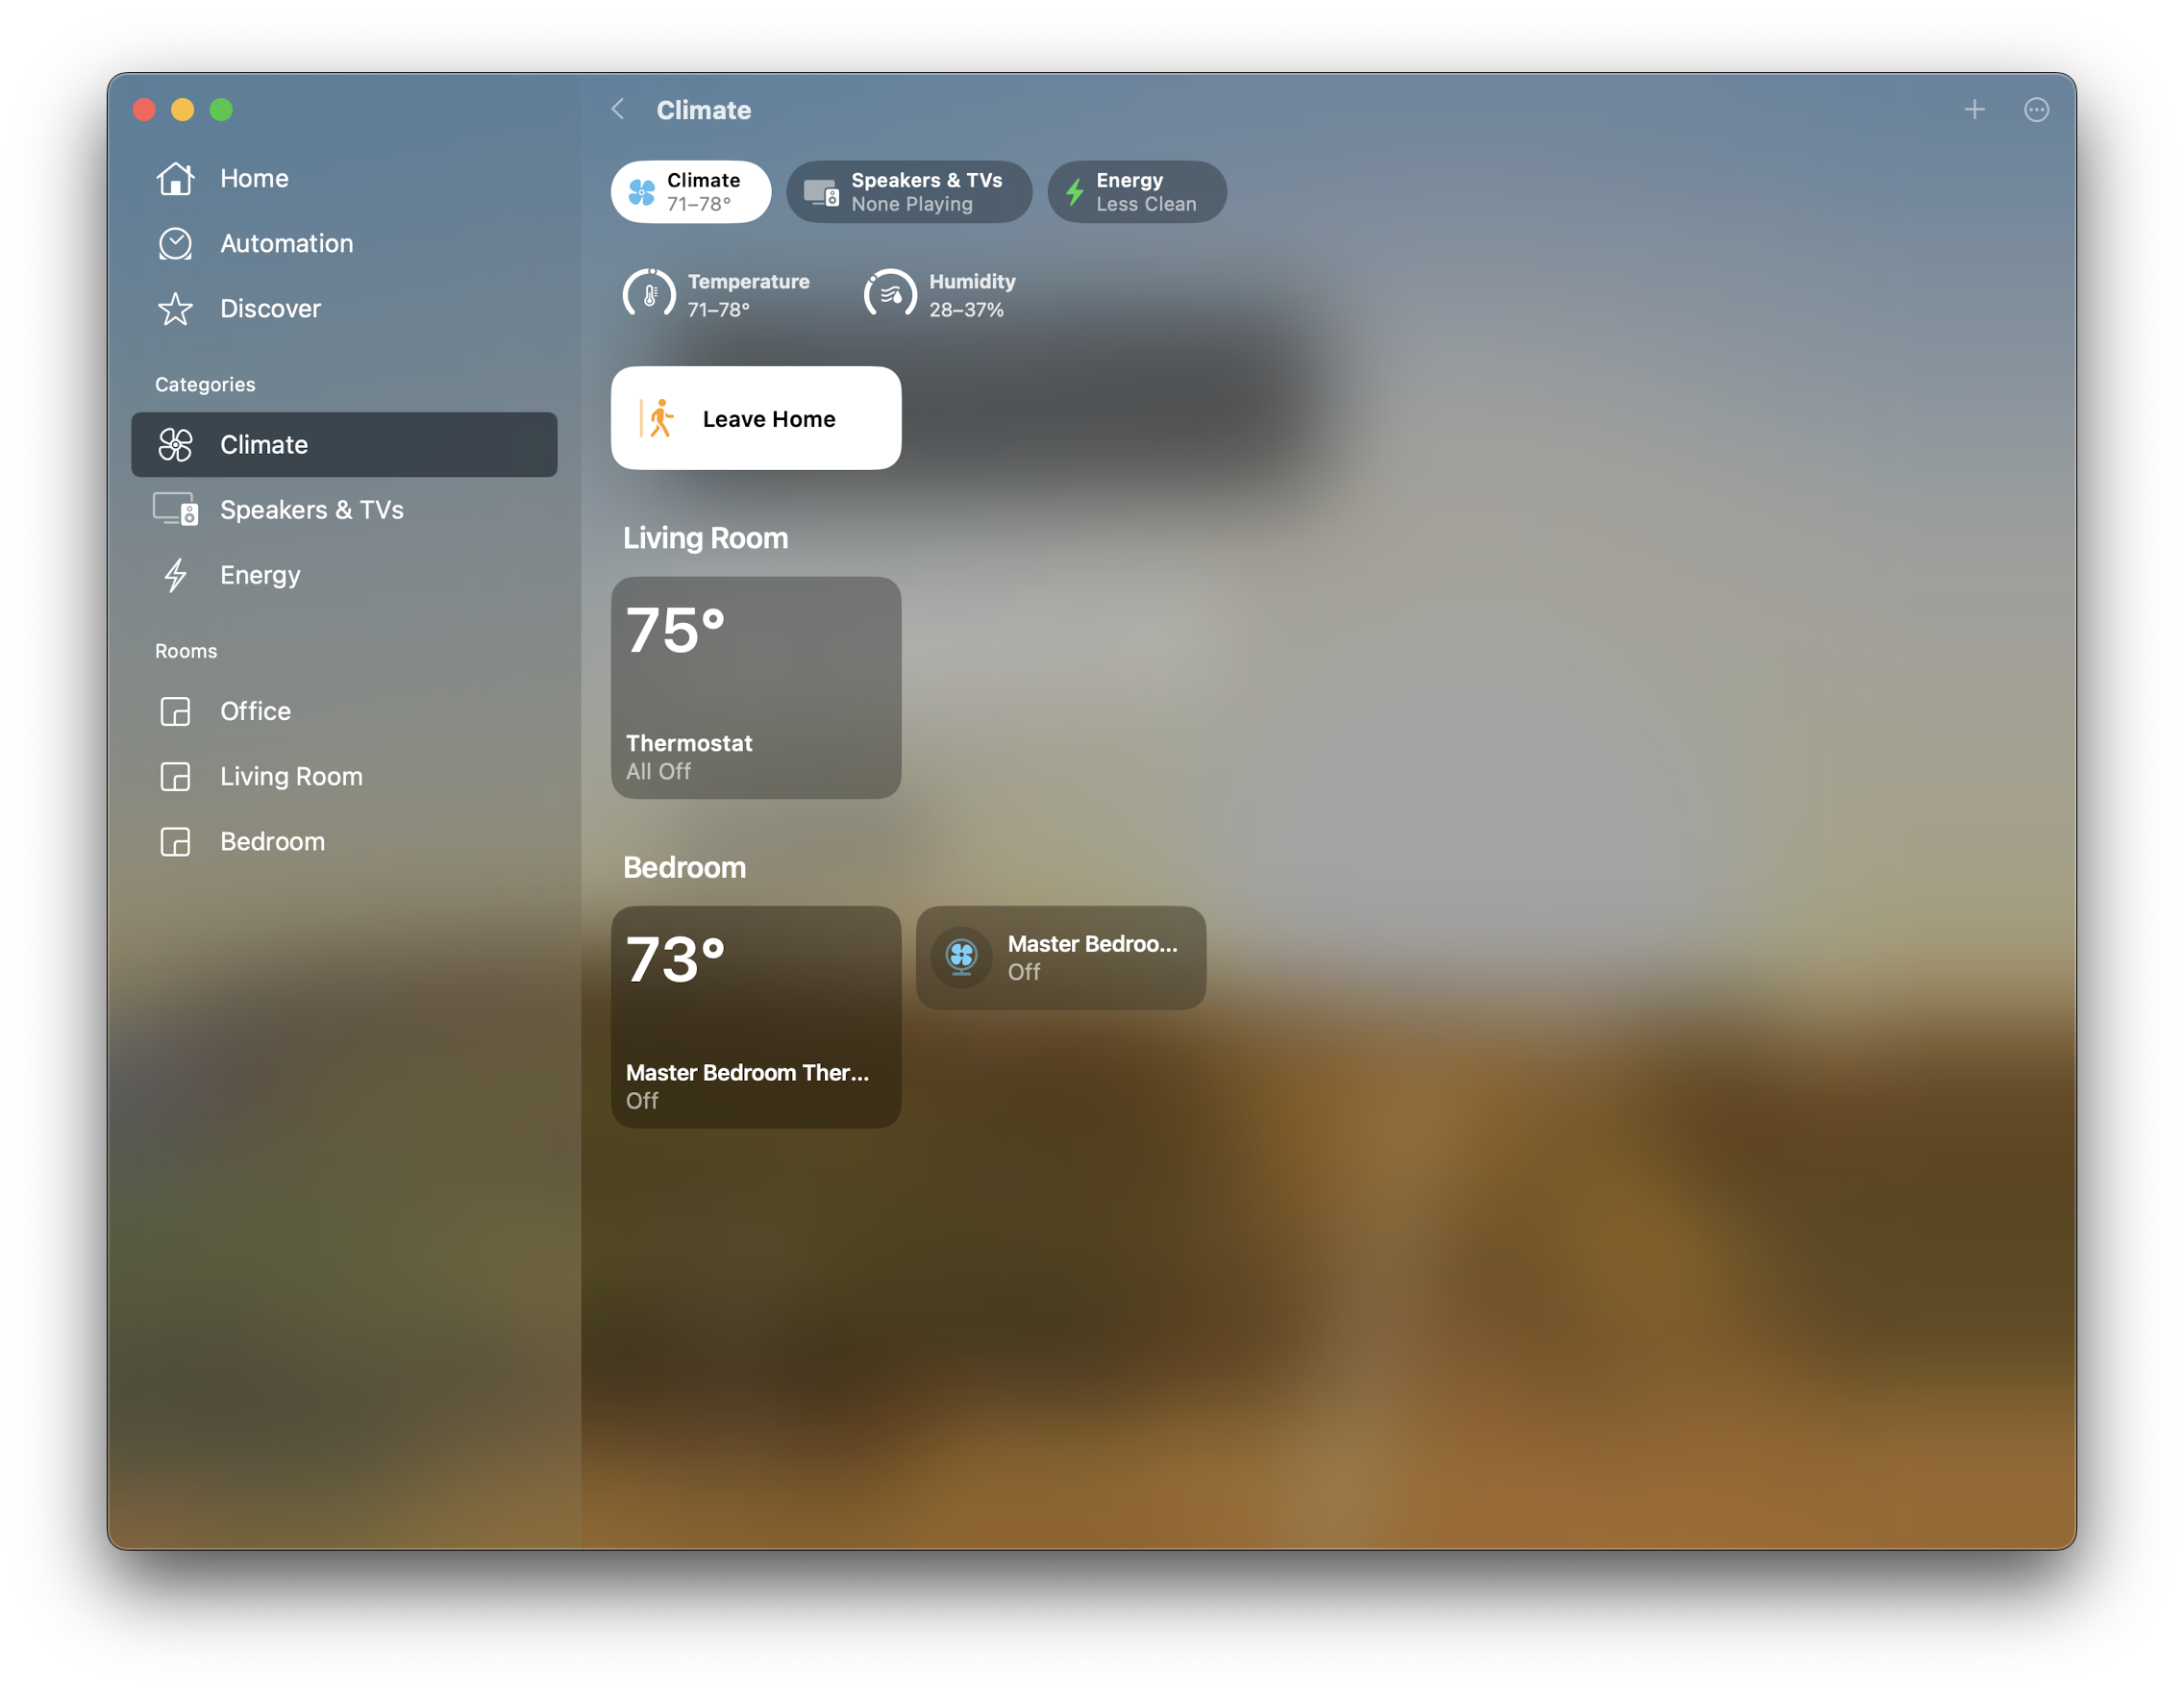 Home
Automation
Discover
Categories
Climate
Speakers & TVs
Energy
Rooms
Office
Living Room
Bedroom
Climate
Climate
71–78°
Speakers & TVs
None Playing
Energy
Less Clean
Temperature
71–78°
Humidity
28–37%
Leave Home
Living Room
75°
Thermostat
All Off
Bedroom
73°
Master Bedroom Ther...
Off
Master Bedroo...
Off